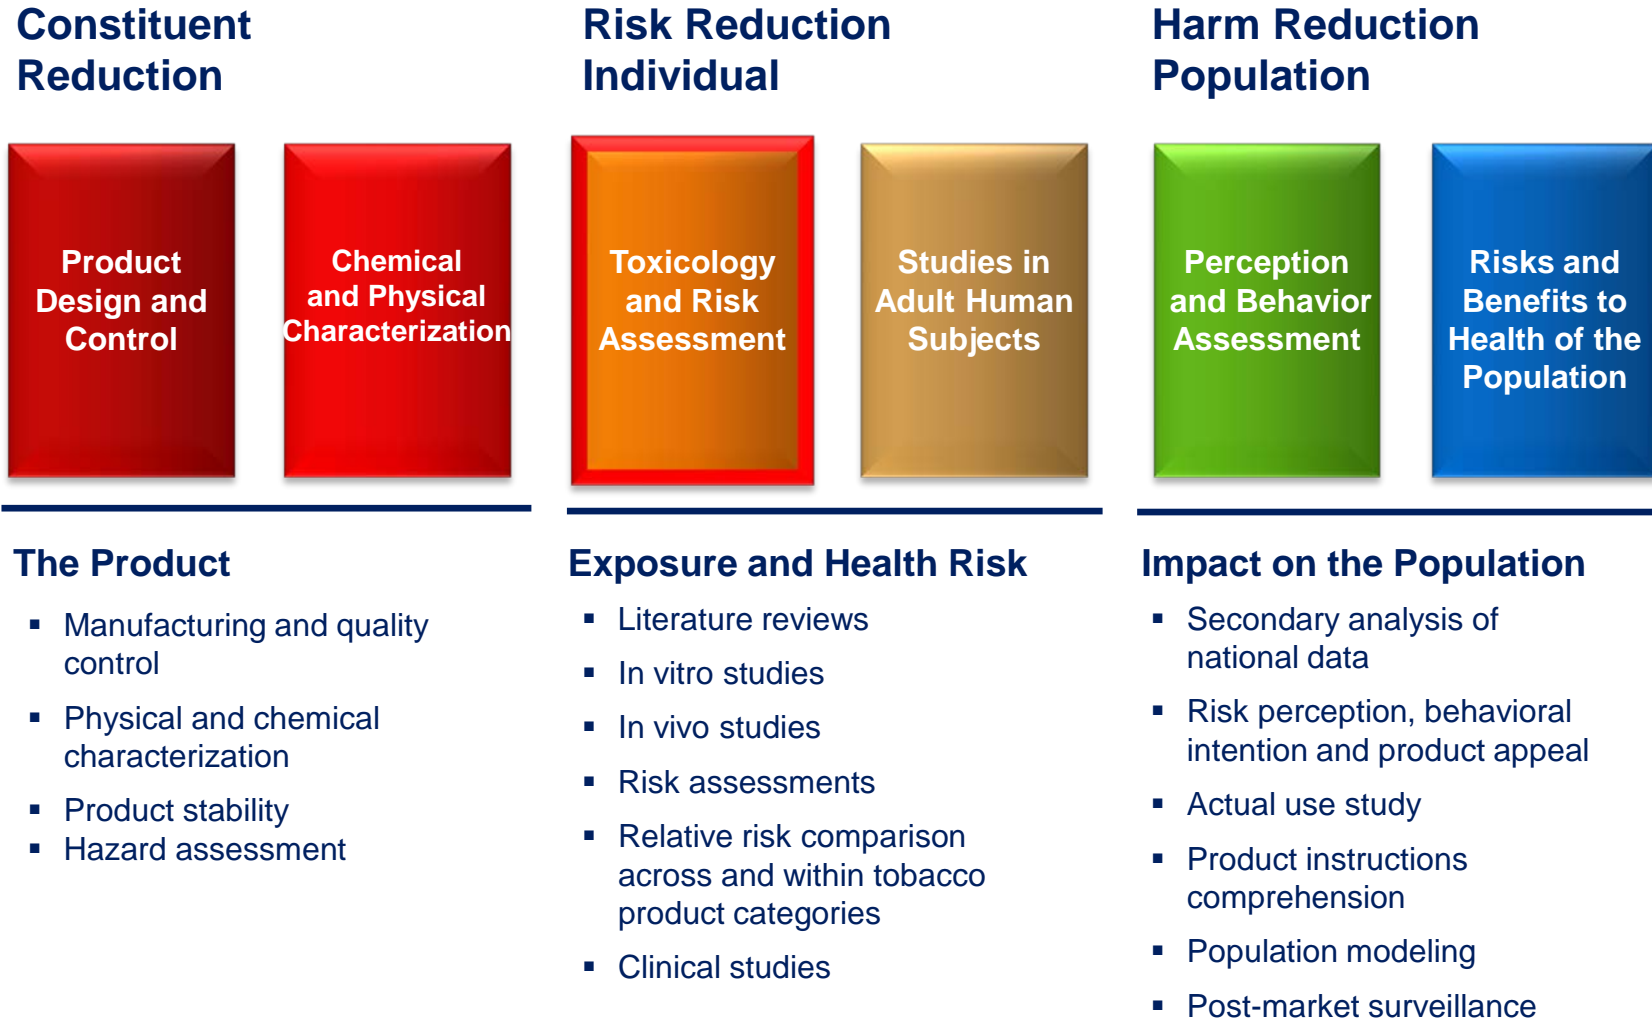 Constituent
Reduction
Risk Reduction
Individual
Harm Reduction
Population
Product
Design and
Control
Chemical
and Physical
Characterization
Toxicology
and Risk
Assessment
Studies in
Adult Human
Subjects
Perception
and Behavior
Assessment
Risks and
Benefits to
Health of the
Population
The Product
▪ Manufacturing and quality
control
▪ Physical and chemical
characterization
▪ Product stability
▪ Hazard assessment
Exposure and Health Risk
▪ Literature reviews
▪ In vitro studies
▪ In vivo studies
▪ Risk assessments
▪ Relative risk comparison
across and within tobacco
product categories
▪ Clinical studies
Impact on the Population
▪ Secondary analysis of
national data
▪ Risk perception, behavioral
intention and product appeal
▪ Actual use study
▪ Product instructions
comprehension
▪ Population modeling
▪ Post-market surveillance